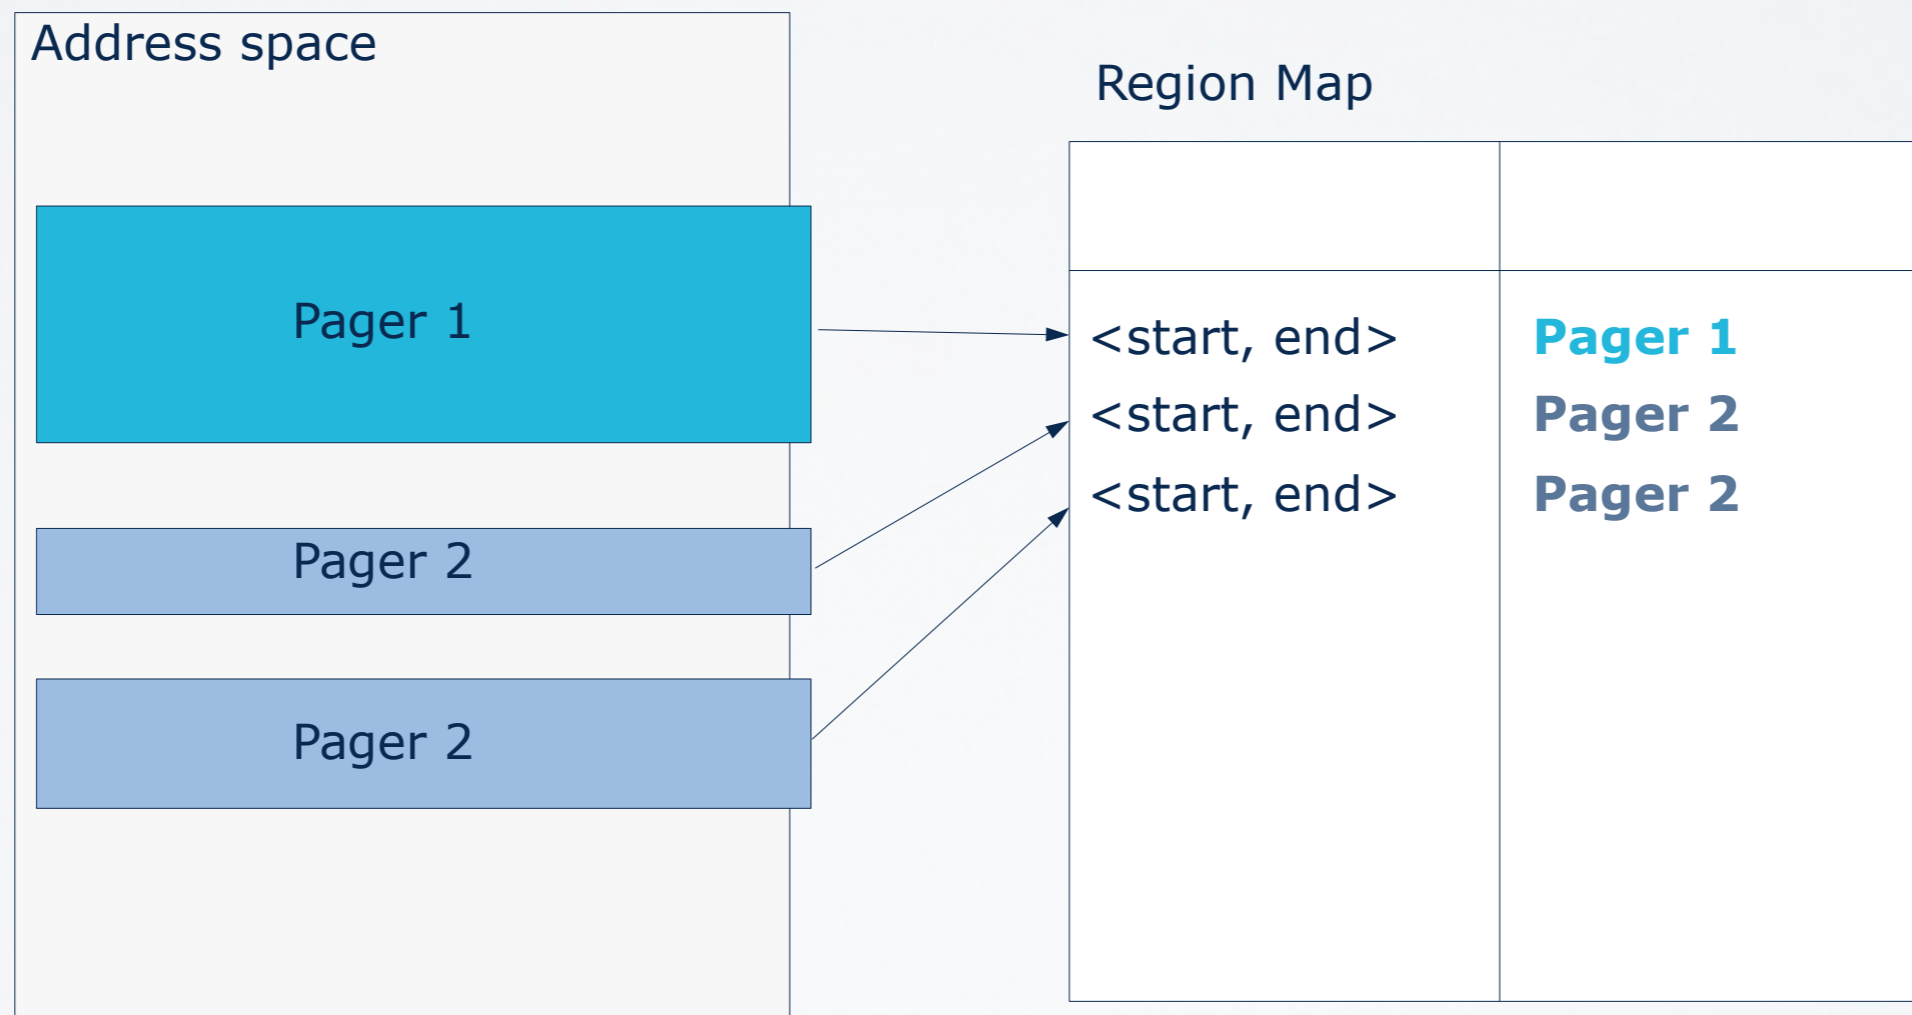 Address space
Pager 1
Pager 2
Pager 2
Region Map
<start, end> Pager 1
<start, end> Pager 2
<start, end> Pager 2